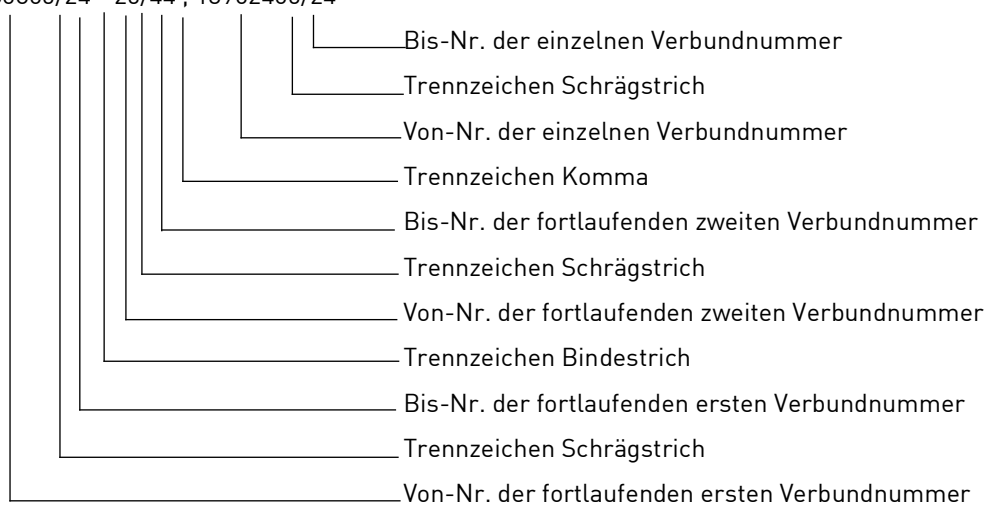 Bis-Nr. der einzelnen Verbundnummer
Trennzeichen Schrägstrich
Von-Nr. der einzelnen Verbundnummer
Trennzeichen Komma
Bis-Nr. der fortlaufenden zweiten Verbundnummer
Trennzeichen Schrägstrich
Von-Nr. der fortlaufenden zweiten Verbundnummer
Trennzeichen Bindestrich
Bis-Nr. der fortlaufenden ersten Verbundnummer
Trennzeichen Schrägstrich
Von-Nr. der fortlaufenden ersten Verbundnummer